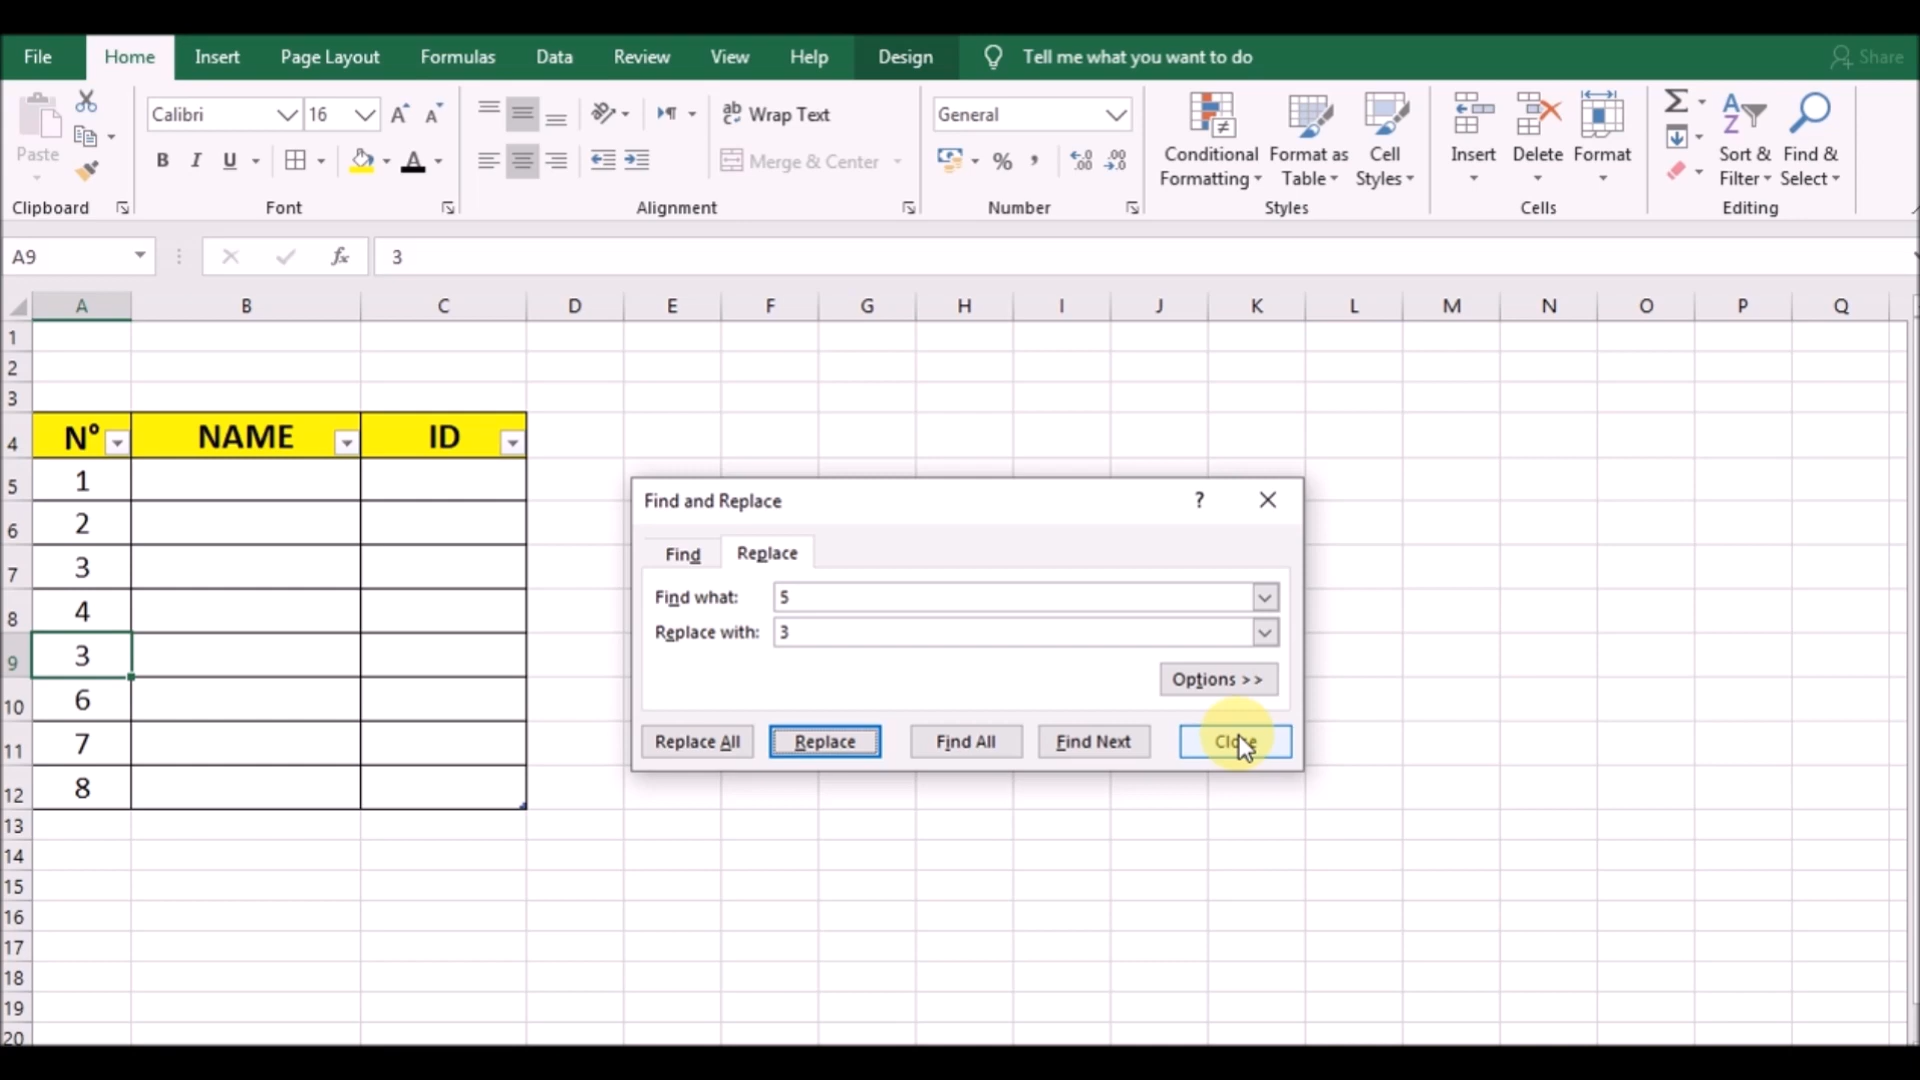 File Home Insert Page Layout Formulas Data Review View Help Design Tell me what you want to do Share
Calibri 16 Wrap Text General
Paste B I U A Merge & Center % Conditional Formatting Format as Table Cell Styles Insert Delete Format Sort & Filter Find & Select
Clipboard Font Alignment Number Styles Cells Editing
A9 fx 3
A B C D E F G H I J K L M N O P Q
1
2
3
4 N° NAME ID
5 1
6 2
7 3
8 4
9 3
10 6
11 7
12 8
13
14
15
16
17
18
19
20
Find and Replace ?
Find Replace
Find what: 5
Replace with: 3
Options >>
Replace All Replace Find All Find Next